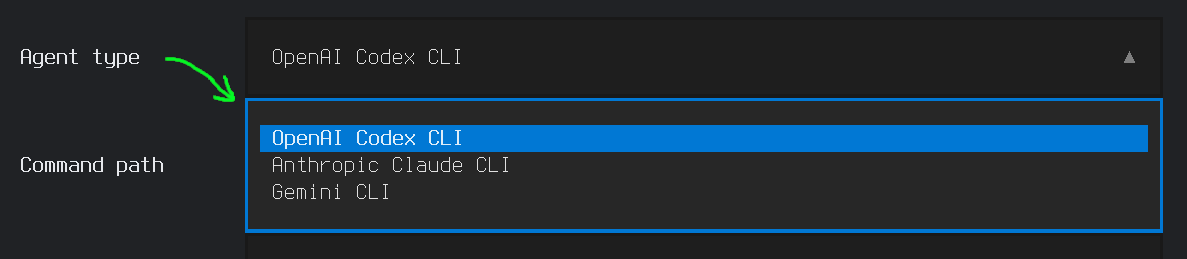 Agent type
OpenAI Codex CLI ▲
OpenAI Codex CLI
Command path
Anthropic Claude CLI
Gemini CLI